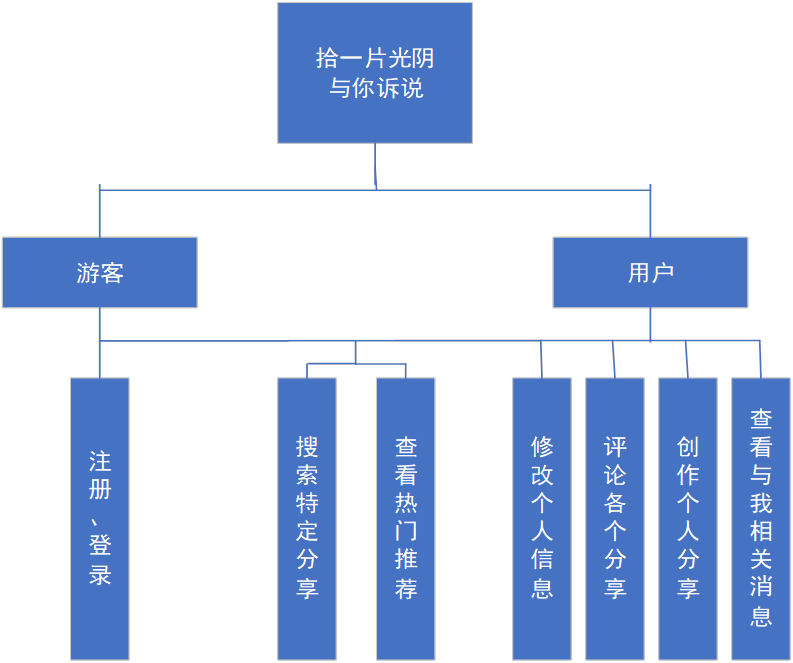 拾一片光阴
与你诉说
游客
用户
注册、登录
搜索特定分享
查看热门推荐
修改个人信息
评论各个分享
创作个人分享
查看与我相关消息